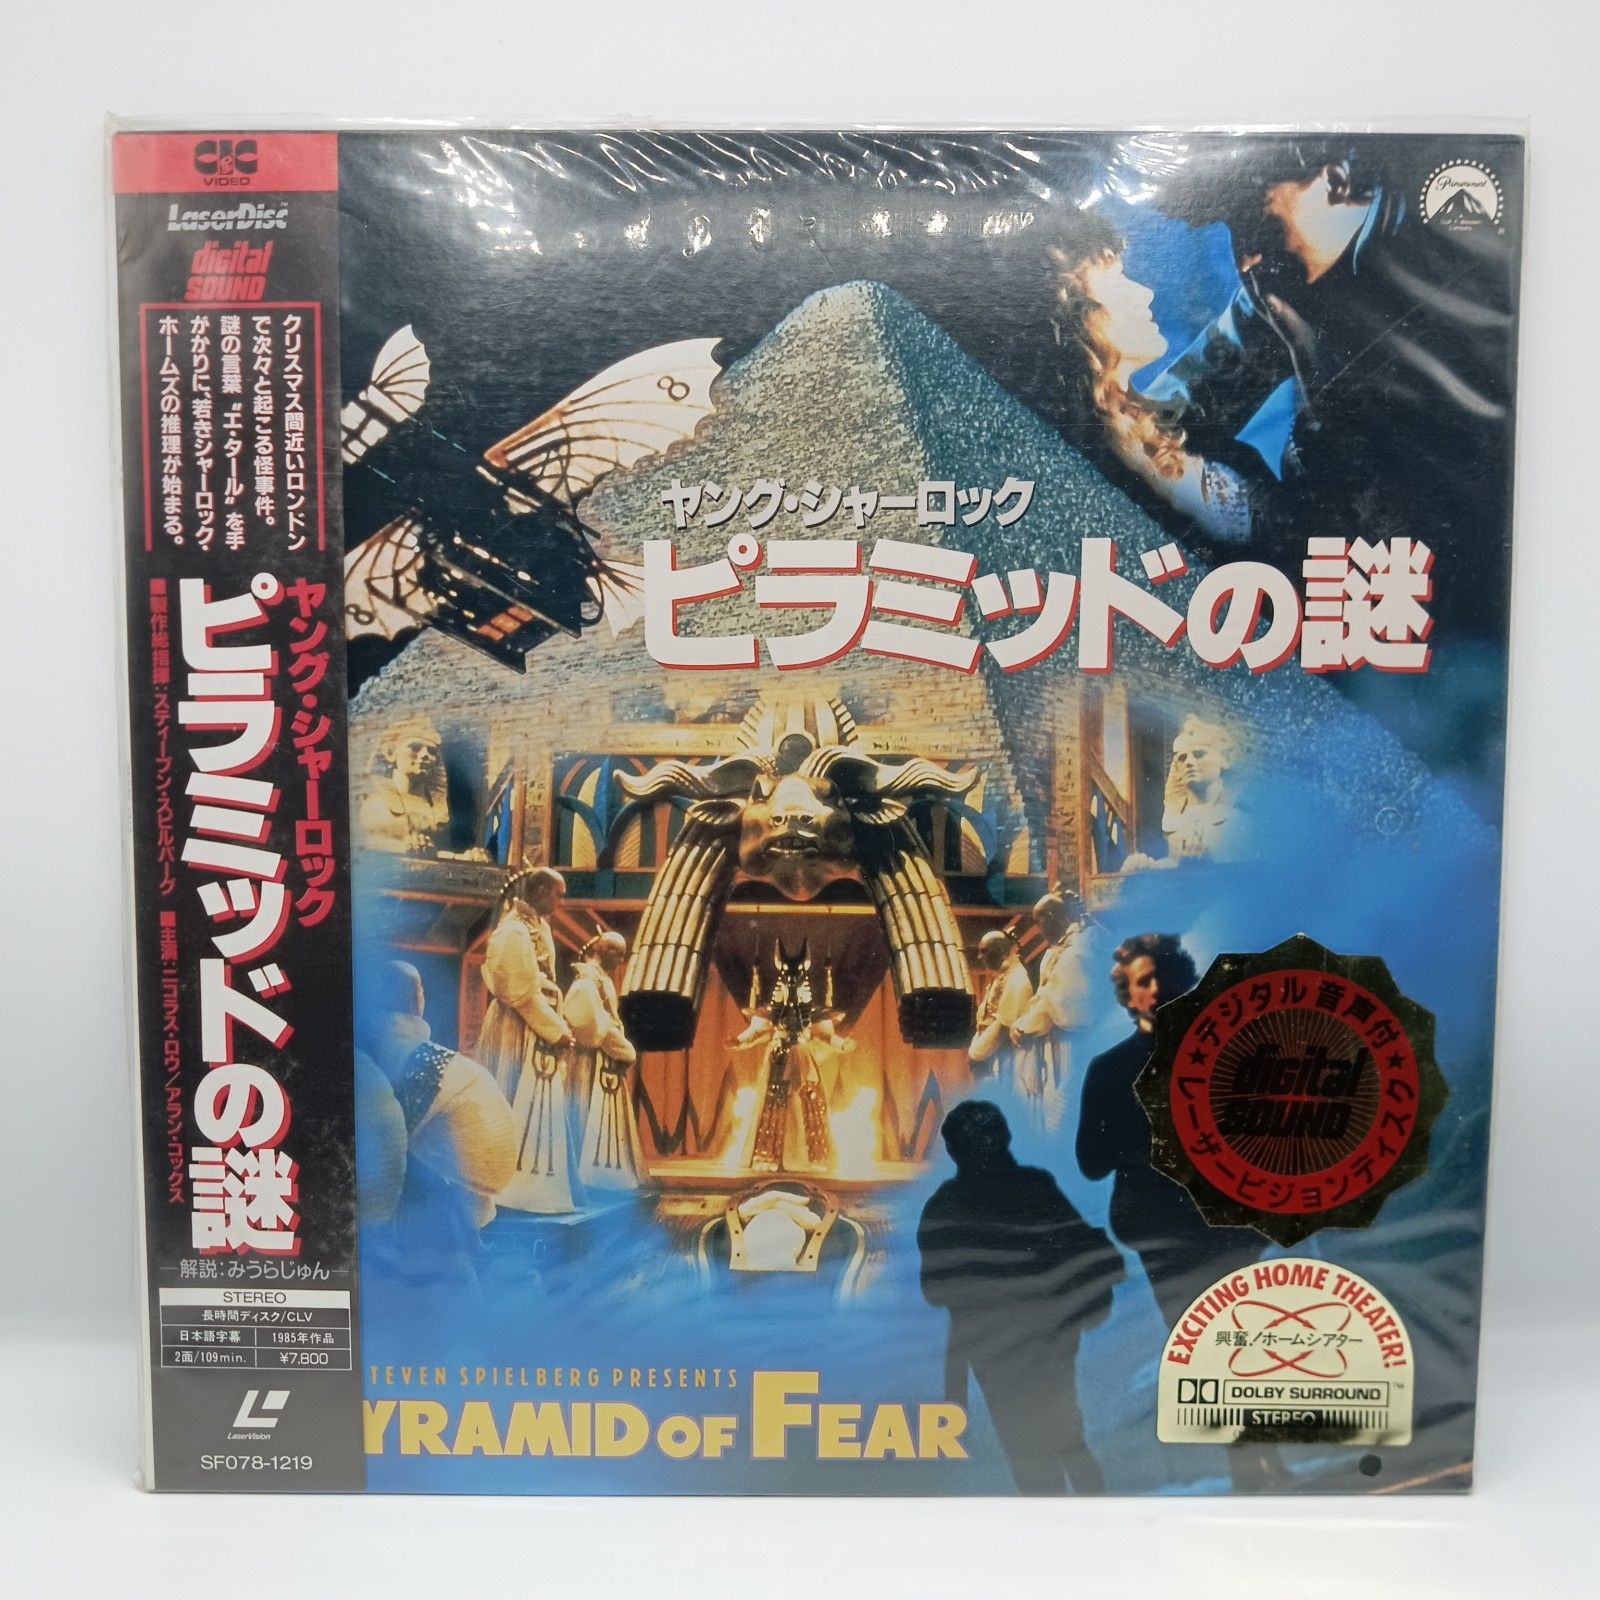 CIC
VIDEO
LaserDisc
digital
SOUND
クリスマス間近いロンドン
で次々と起こる怪事件。
謎の言葉〝エ・タール〟を手
がかりに、若きシャーロック・
ホームズの推理が始まる。
ヤング・シャーロック
ピラミッドの謎
■製作総指揮:スティーブン・スピルバーグ ■主演:ニコラス・ロウ/アラン・コックス
—解説:みうらじゅん—
STEREO
長時間ディスク/CLV
日本語字幕 1985年作品
2面/109min. ¥7,800
LaserVision
SF078-1219
Paramount
A
Gulf + Western
Company
8
8
ヤング・シャーロック
ピラミッドの謎
★デジタル音声付★
digital
SOUND
レーザービジョンディスク
EXCITING HOME THEATER!
興奮!ホームシアター
DOLBY SURROUND TM
STEREO
TEVEN SPIELBERG PRESENTS
YRAMID OF FEAR